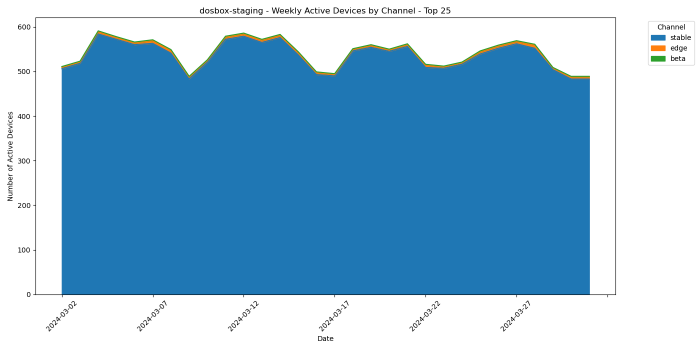 dosbox-staging - Weekly Active Devices by Channel - Top 25
Channel
stable
edge
beta
Number of Active Devices
600
500
400
300
200
100
0
2024-03-02
2024-03-07
2024-03-12
2024-03-17
2024-03-22
2024-03-27
Date